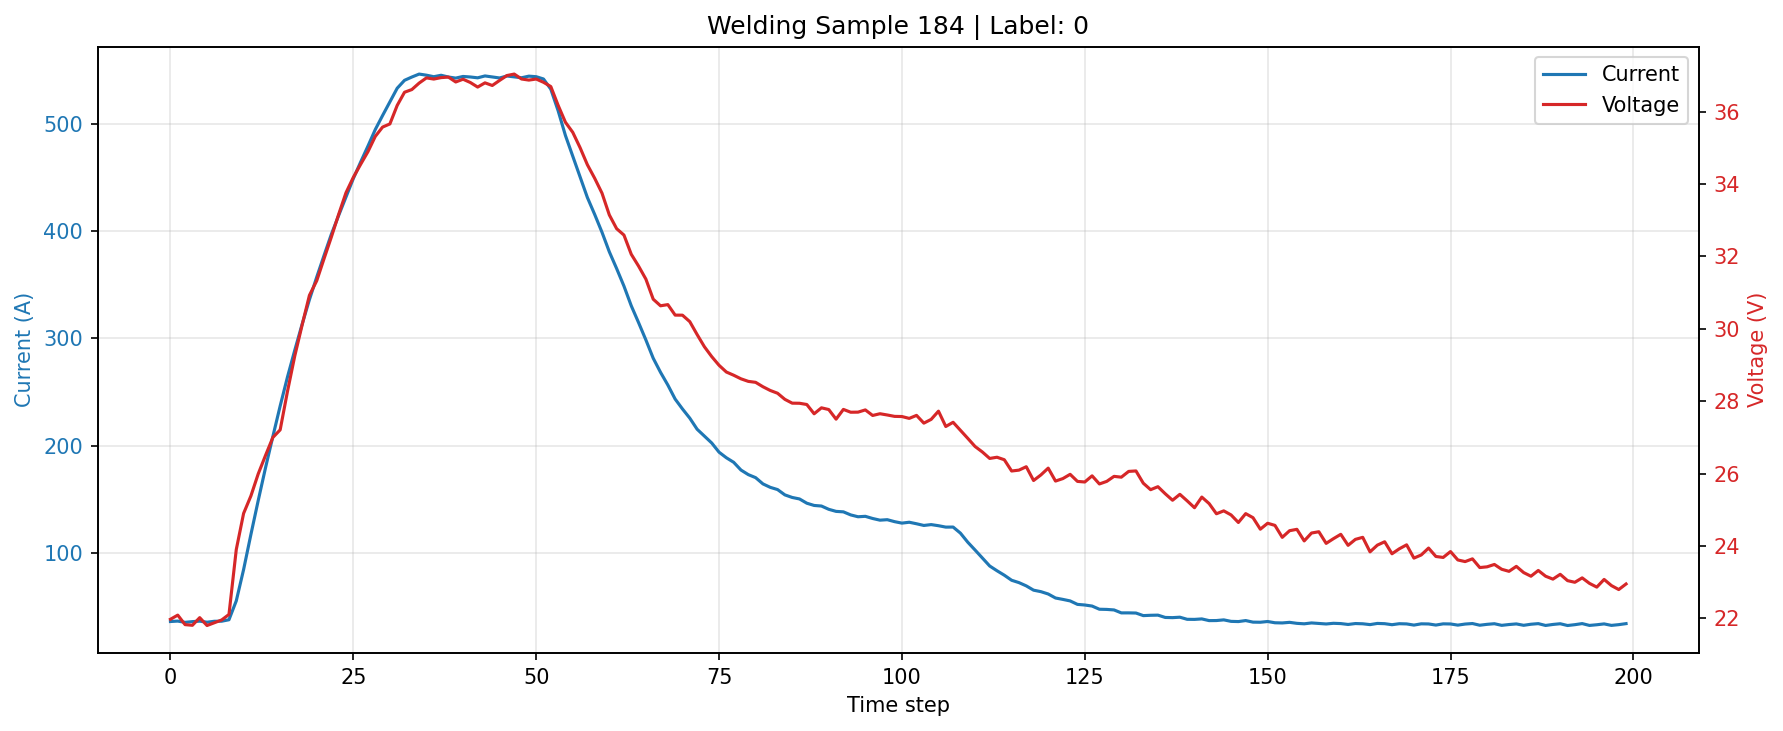 Welding Sample 184 | Label: 0
Current
Voltage
Current (A)
500
400
300
200
100
36
34
32
30
28
26
24
22
Voltage (V)
0 25 50 75 100 125 150 175 200
Time step